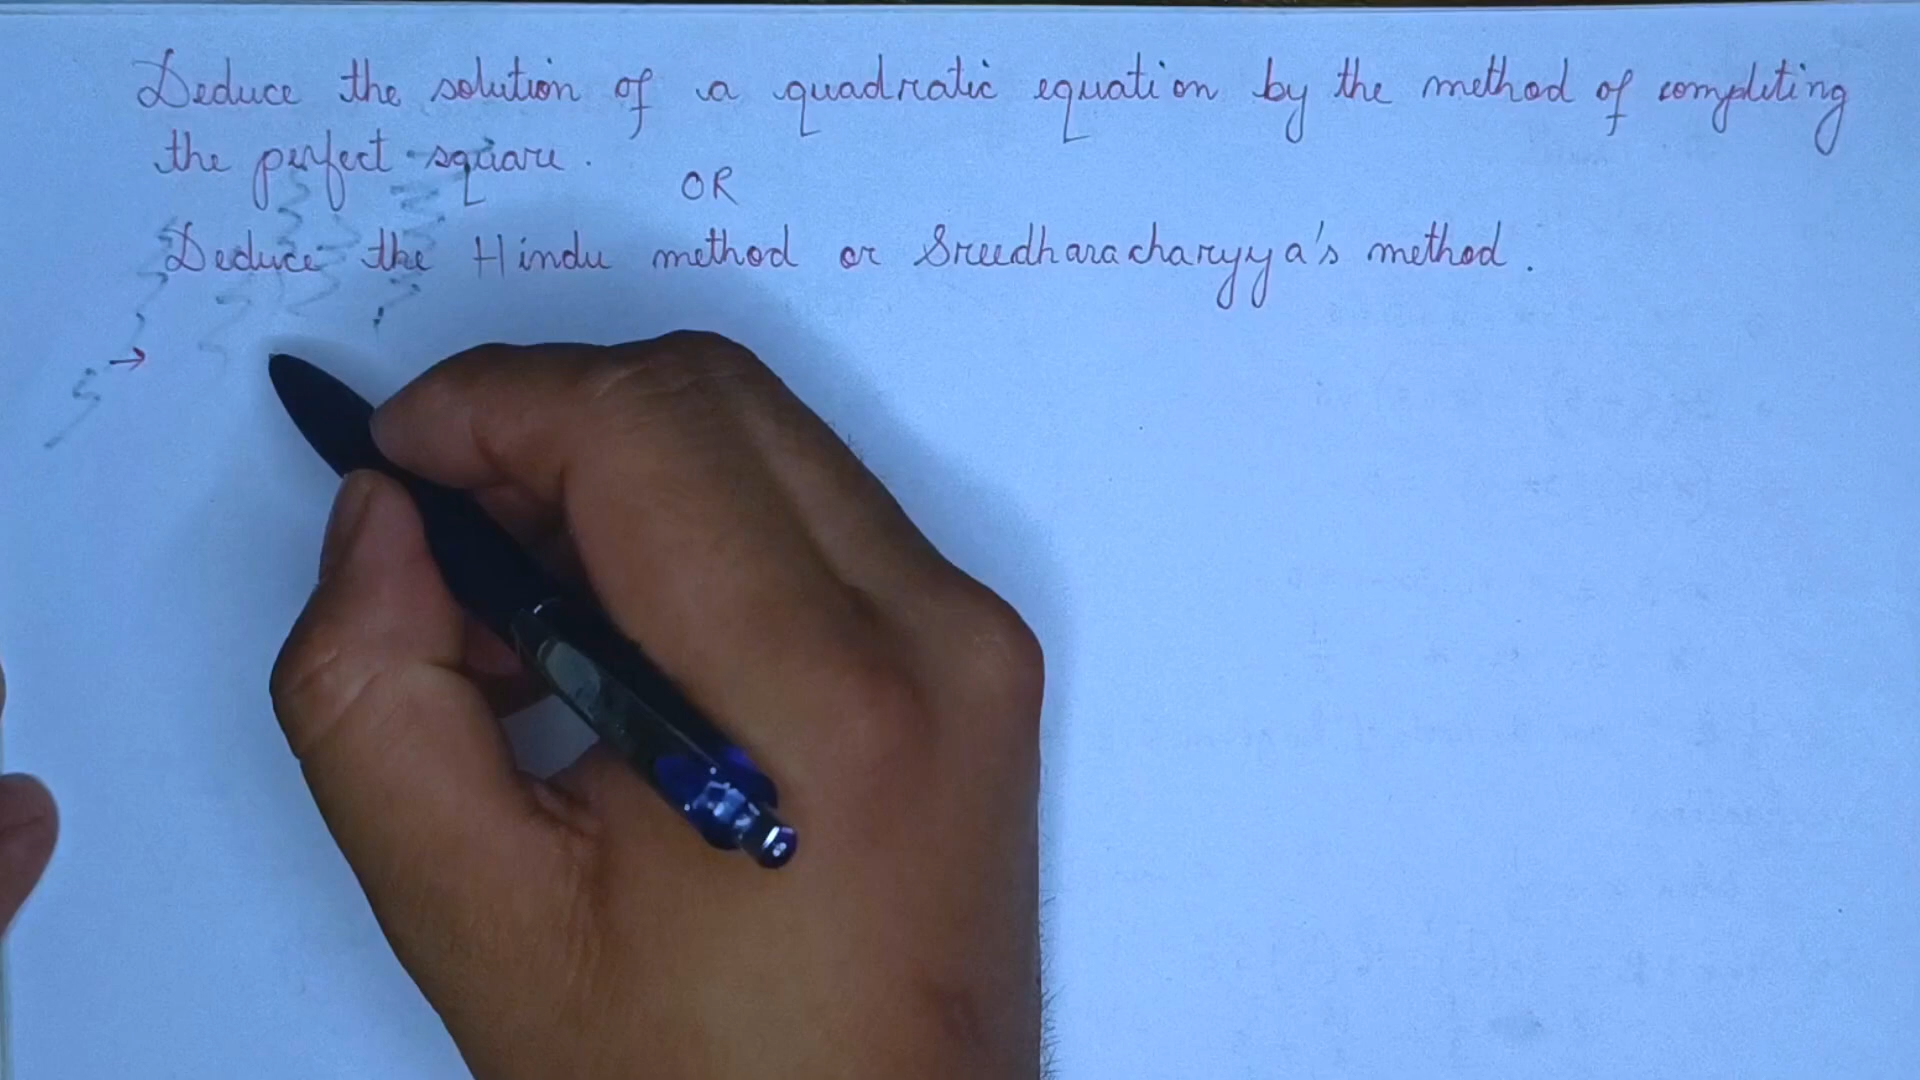 Deduce the solution of a quadratic equation by the method of completing
the perfect square.
OR
Deduce the Hindu method or Sreedharacharyya's method.
→